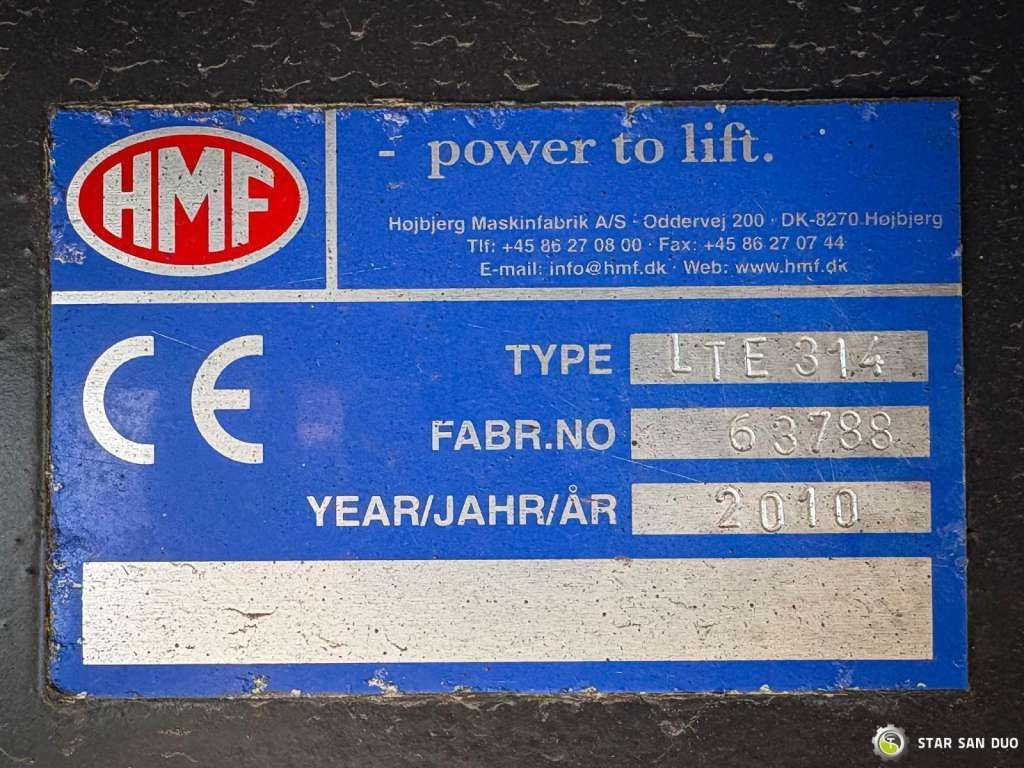 HMF
- power to lift.
Højbjerg Maskinfabrik A/S · Oddervej 200 · DK-8270 Højbjerg
Tlf: +45 86 27 08 00 · Fax: +45 86 27 07 44
E-mail: info@hmf.dk · Web: www.hmf.dk
CE
TYPE LTE 314
FABR.NO 63788
YEAR/JAHR/ÅR 2010
STAR SAN DUO